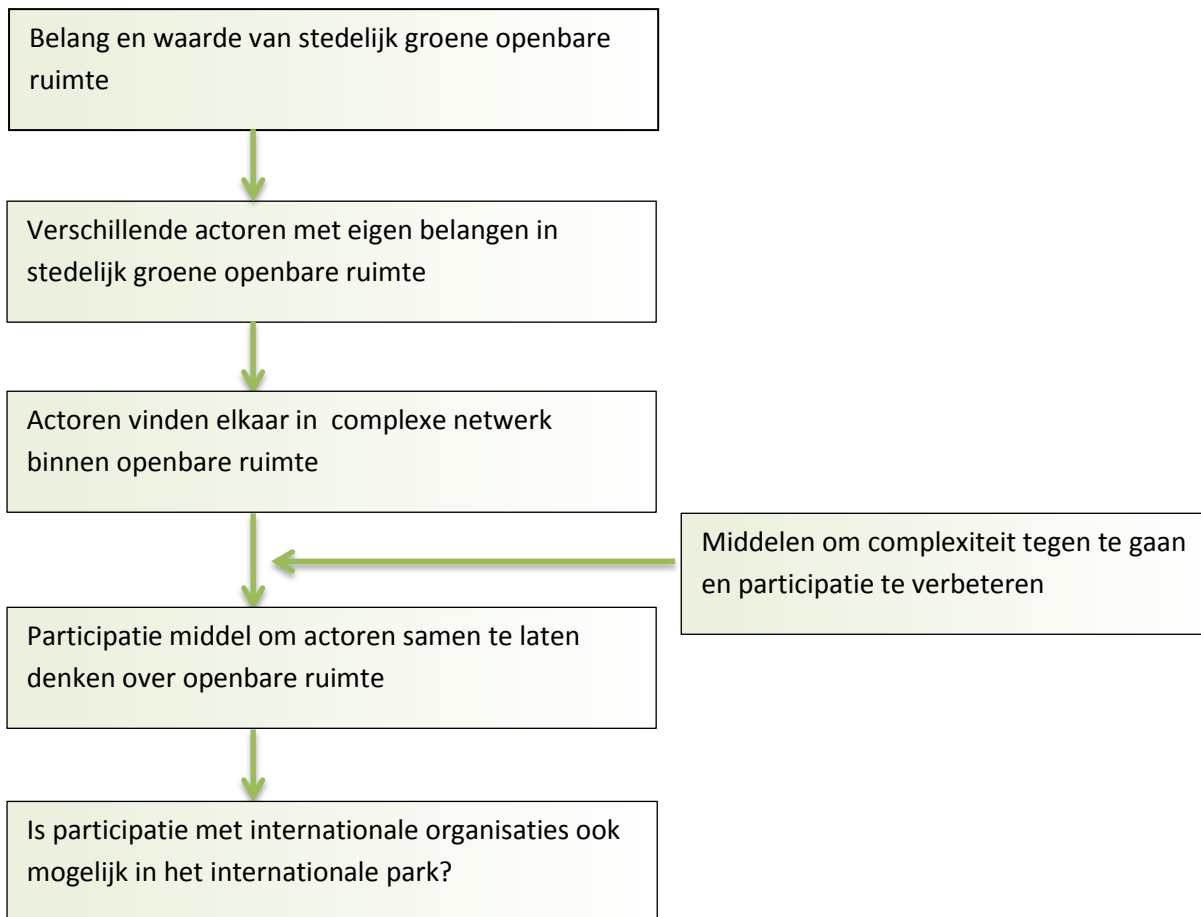 Belang en waarde van stedelijk groene openbare
ruimte
Verschillende actoren met eigen belangen in
stedelijk groene openbare ruimte
Actoren vinden elkaar in  complexe netwerk
binnen openbare ruimte
Middelen om complexiteit tegen te gaan
en participatie te verbeteren
Participatie middel om actoren samen te laten
denken over openbare ruimte
Is participatie met internationale organisaties ook
mogelijk in het internationale park?